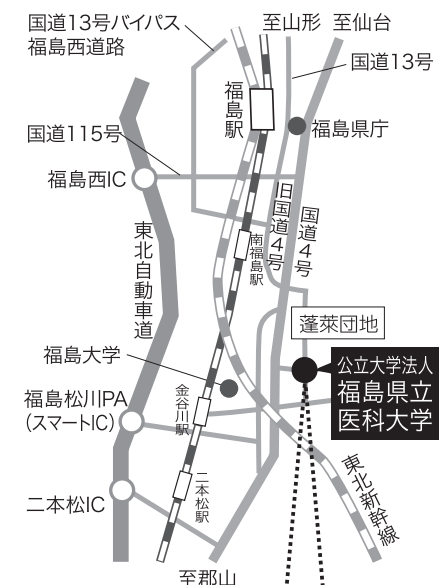 国道13号バイパス
福島西道路
至山形
至仙台
国道13号
福島駅
福島県庁
国道115号
福島西IC
旧国道4号
国道4号
南福島駅
東北自動車道
蓬萊団地
福島大学
公立大学法人
福島県立
医科大学
福島松川PA
（スマートIC）
金谷川駅
二本松駅
二本松IC
東北新幹線
至郡山